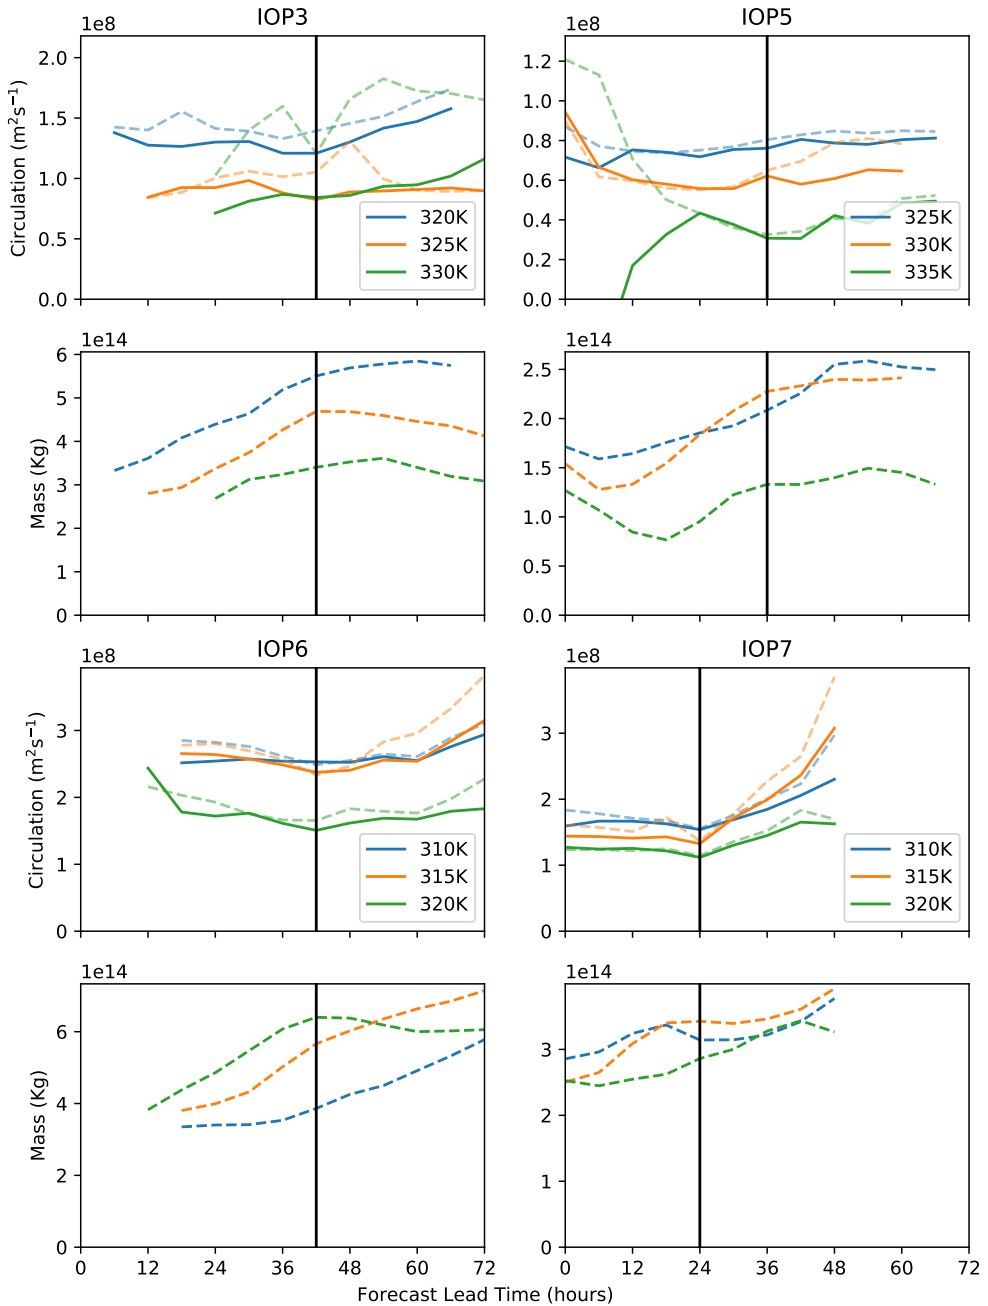 IOP3
1e8
Circulation (m²s⁻¹)
2.0
1.5
1.0
0.5
0.0
320K
325K
330K
IOP5
1e8
1.2
1.0
0.8
0.6
0.4
0.2
0.0
325K
330K
335K
1e14
Mass (Kg)
6
5
4
3
2
1
0
1e14
2.5
2.0
1.5
1.0
0.5
0.0
IOP6
1e8
Circulation (m²s⁻¹)
3
2
1
0
310K
315K
320K
IOP7
1e8
3
2
1
0
310K
315K
320K
1e14
Mass (Kg)
6
4
2
0
0 12 24 36 48 60 72
1e14
3
2
1
0
0 12 24 36 48 60 72
Forecast Lead Time (hours)